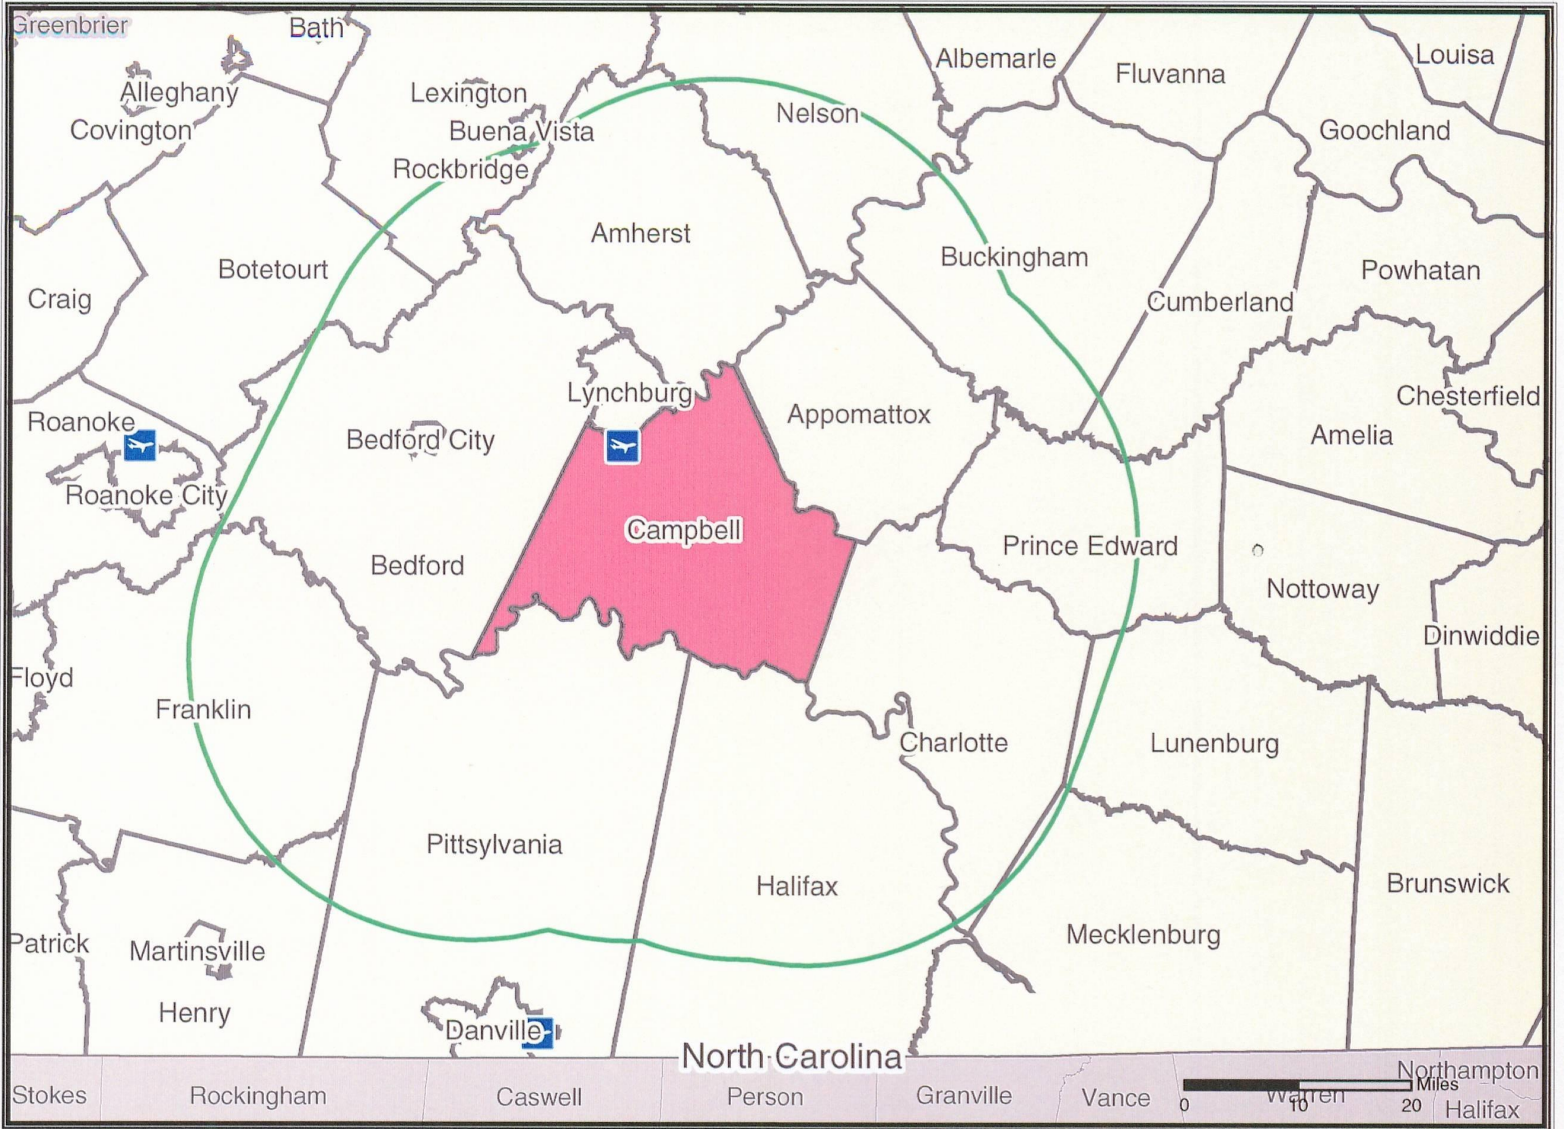 Greenbrier
Bath
Albemarle
Louisa
Fluvanna
Alleghany
Lexington
Nelson
Covington
Buena Vista
Goochland
Rockbridge
Amherst
Botetourt
Buckingham
Powhatan
Craig
Cumberland
Lynchburg
Chesterfield
Roanoke
Appomattox
Bedford City
Amelia
Roanoke City
Campbell
Prince Edward
Bedford
Nottoway
Dinwiddie
Floyd
Franklin
Charlotte
Lunenburg
Pittsylvania
Halifax
Brunswick
Patrick
Martinsville
Mecklenburg
Henry
Danville
North Carolina
Northampton
Stokes
Rockingham
Caswell
Person
Granville
Vance
Warren
Miles
0
10
20
Halifax